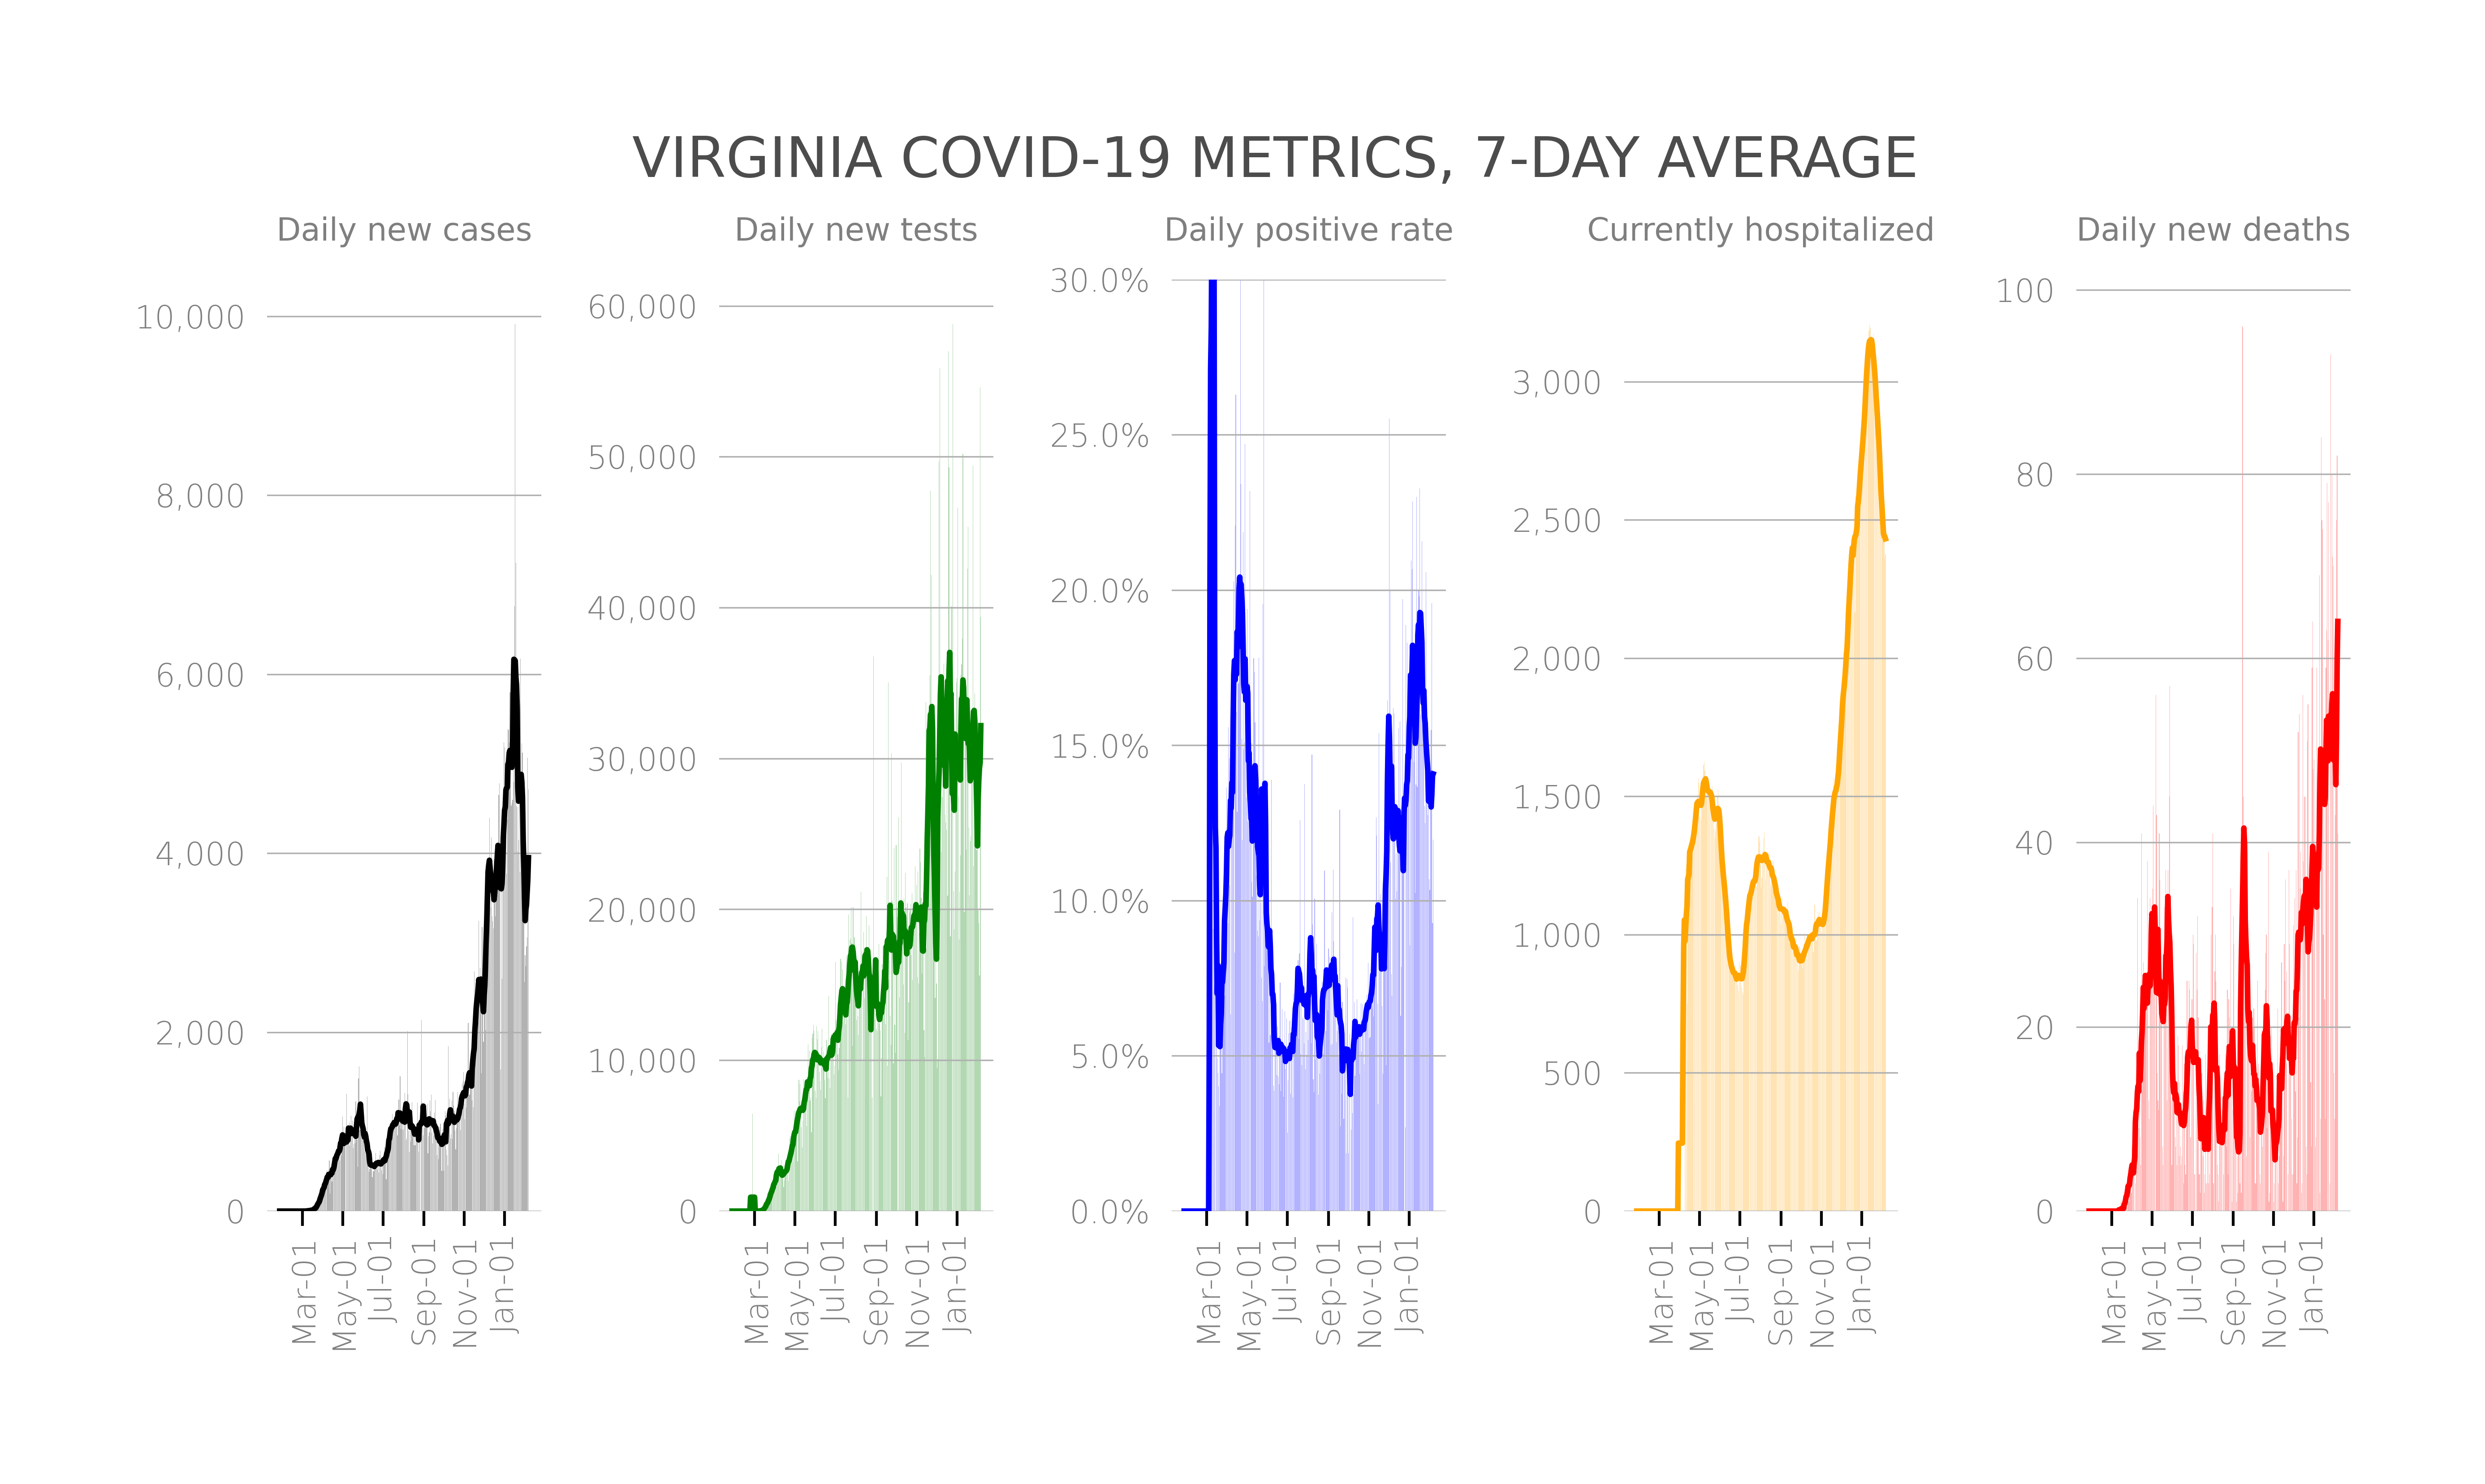 VIRGINIA COVID-19 METRICS, 7-DAY AVERAGE
Daily new cases
10,000
8,000
6,000
4,000
2,000
0
Mar-01
May-01
Jul-01
Sep-01
Nov-01
Jan-01
Daily new tests
60,000
50,000
40,000
30,000
20,000
10,000
0
Mar-01
May-01
Jul-01
Sep-01
Nov-01
Jan-01
Daily positive rate
30.0%
25.0%
20.0%
15.0%
10.0%
5.0%
0.0%
Mar-01
May-01
Jul-01
Sep-01
Nov-01
Jan-01
Currently hospitalized
3,000
2,500
2,000
1,500
1,000
500
0
Mar-01
May-01
Jul-01
Sep-01
Nov-01
Jan-01
Daily new deaths
100
80
60
40
20
0
Mar-01
May-01
Jul-01
Sep-01
Nov-01
Jan-01